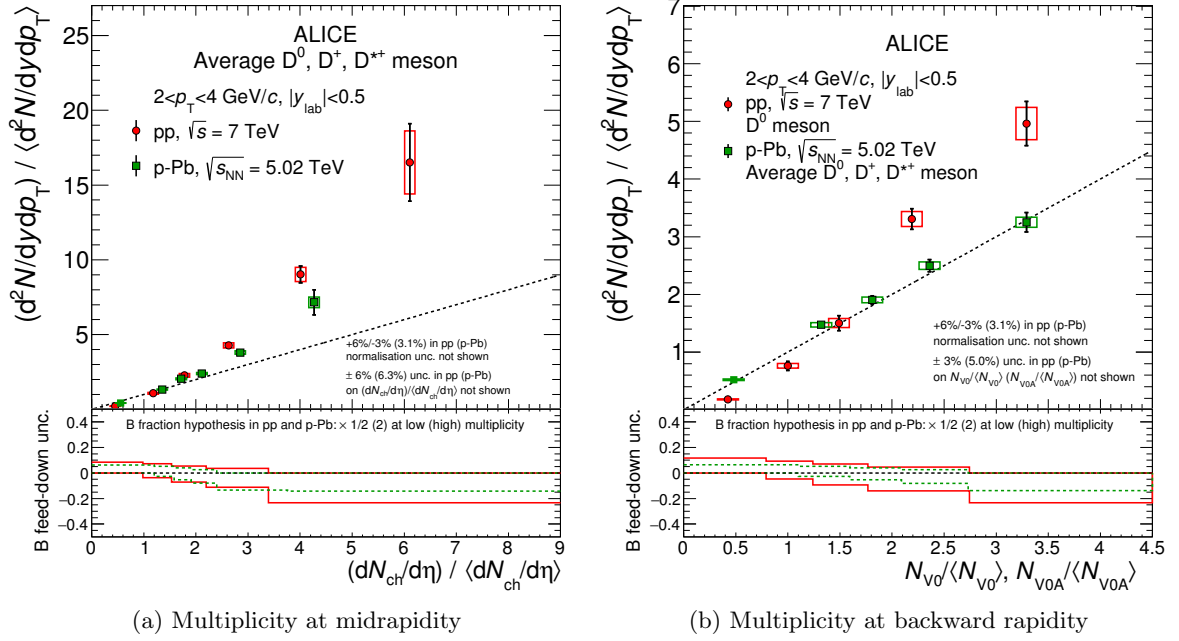 (d²N/dydp_T) / ⟨d²N/dydp_T⟩
25
20
15
10
5
ALICE
Average D⁰, D⁺, D*⁺ meson
2<p_T<4 GeV/c, |y_lab|<0.5
pp, √s = 7 TeV
p-Pb, √s_NN = 5.02 TeV
+6%/-3% (3.1%) in pp (p-Pb)
normalisation unc. not shown
± 6% (6.3%) unc. in pp (p-Pb)
on (dN_ch/dη)/⟨dN_ch/dη⟩ not shown
B feed-down unc.
0.4
0.2
0
−0.2
−0.4
B fraction hypothesis in pp and p-Pb: × 1/2 (2) at low (high) multiplicity
0 1 2 3 4 5 6 7 8 9
(dN_ch/dη) / ⟨dN_ch/dη⟩
(a) Multiplicity at midrapidity
(d²N/dydp_T) / ⟨d²N/dydp_T⟩
7
6
5
4
3
2
1
ALICE
2<p_T<4 GeV/c, |y_lab|<0.5
pp, √s = 7 TeV
D⁰ meson
p-Pb, √s_NN = 5.02 TeV
Average D⁰, D⁺, D*⁺ meson
+6%/-3% (3.1%) in pp (p-Pb)
normalisation unc. not shown
± 3% (5.0%) unc. in pp (p-Pb)
on N_V0/⟨N_V0⟩ (N_V0A/⟨N_V0A⟩) not shown
B feed-down unc.
0.4
0.2
0
−0.2
−0.4
B fraction hypothesis in pp and p-Pb: × 1/2 (2) at low (high) multiplicity
0 0.5 1 1.5 2 2.5 3 3.5 4 4.5
N_V0/⟨N_V0⟩, N_V0A/⟨N_V0A⟩
(b) Multiplicity at backward rapidity